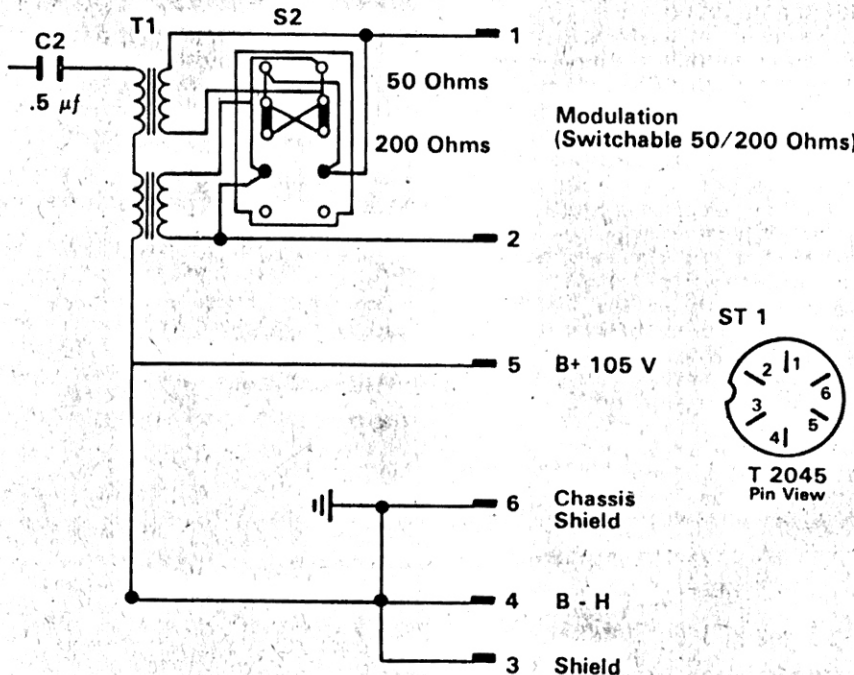 T1
S2
C2
.5 μf
1
50 Ohms
200 Ohms
Modulation
(Switchable 50/200 Ohms)
2
5 B+ 105 V
ST 1
1
2
6
3
5
4
T 2045
Pin View
6 Chassis
Shield
4 B - H
3 Shield